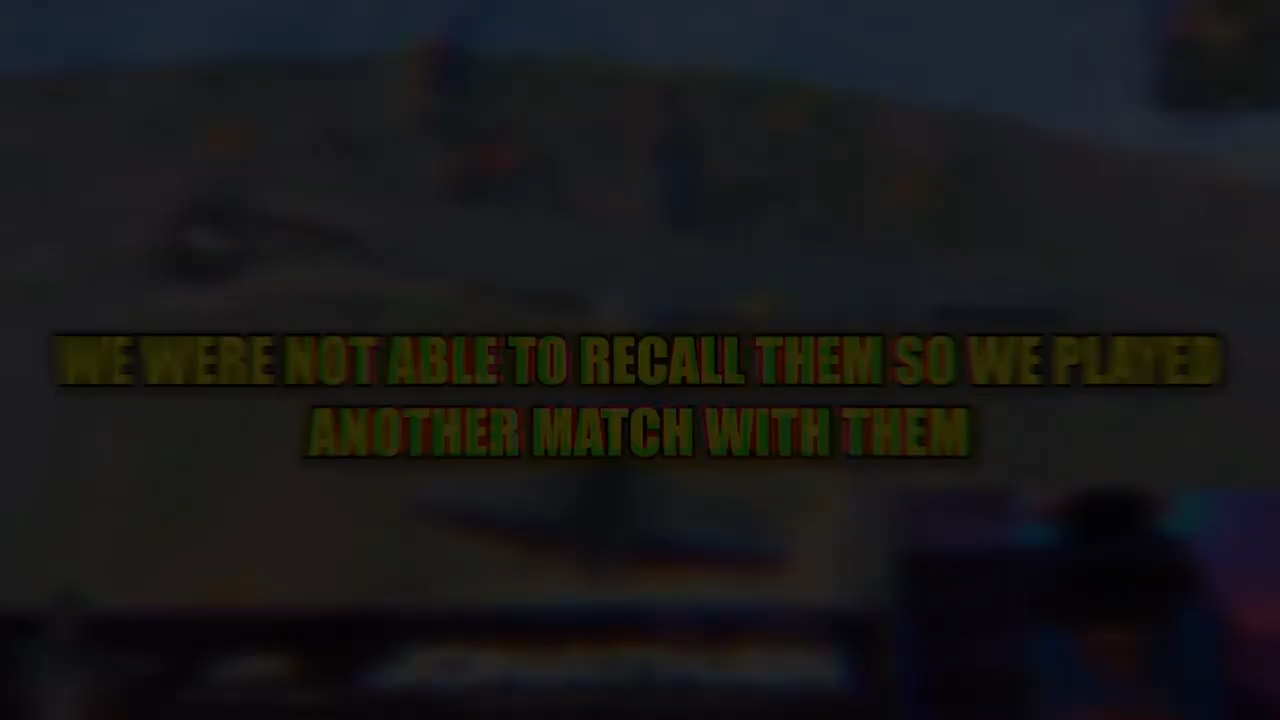 WE WERE NOT ABLE TO RECALL THEM SO WE PLAYED
ANOTHER MATCH WITH THEM